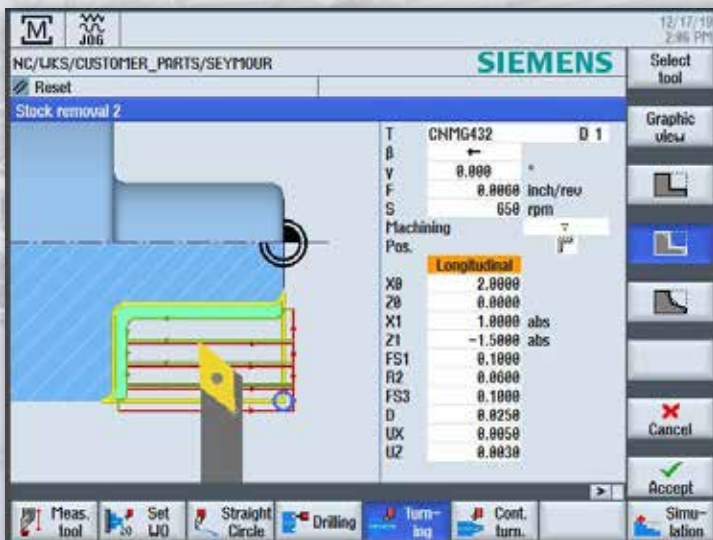 M JOG
12/17/19
2:06 PM
NC/WKS/CUSTOMER_PARTS/SEYMOUR
SIEMENS
Reset
Stock removal 2
T CNMG432 D 1
β
γ 0.000 °
F 0.0060 inch/rev
S 650 rpm
Machining ▽
Pos.
Longitudinal
X0 2.0000
Z0 0.0000
X1 1.0000 abs
Z1 -1.5000 abs
FS1 0.1000
R2 0.0600
FS3 0.1000
D 0.0250
UX 0.0050
UZ 0.0030
Select
tool
Graphic
view
Cancel
Accept
Meas.
tool
Set
WO
Straight
Circle
Drilling
Turn-
ing
Cont.
turn.
Simu-
lation